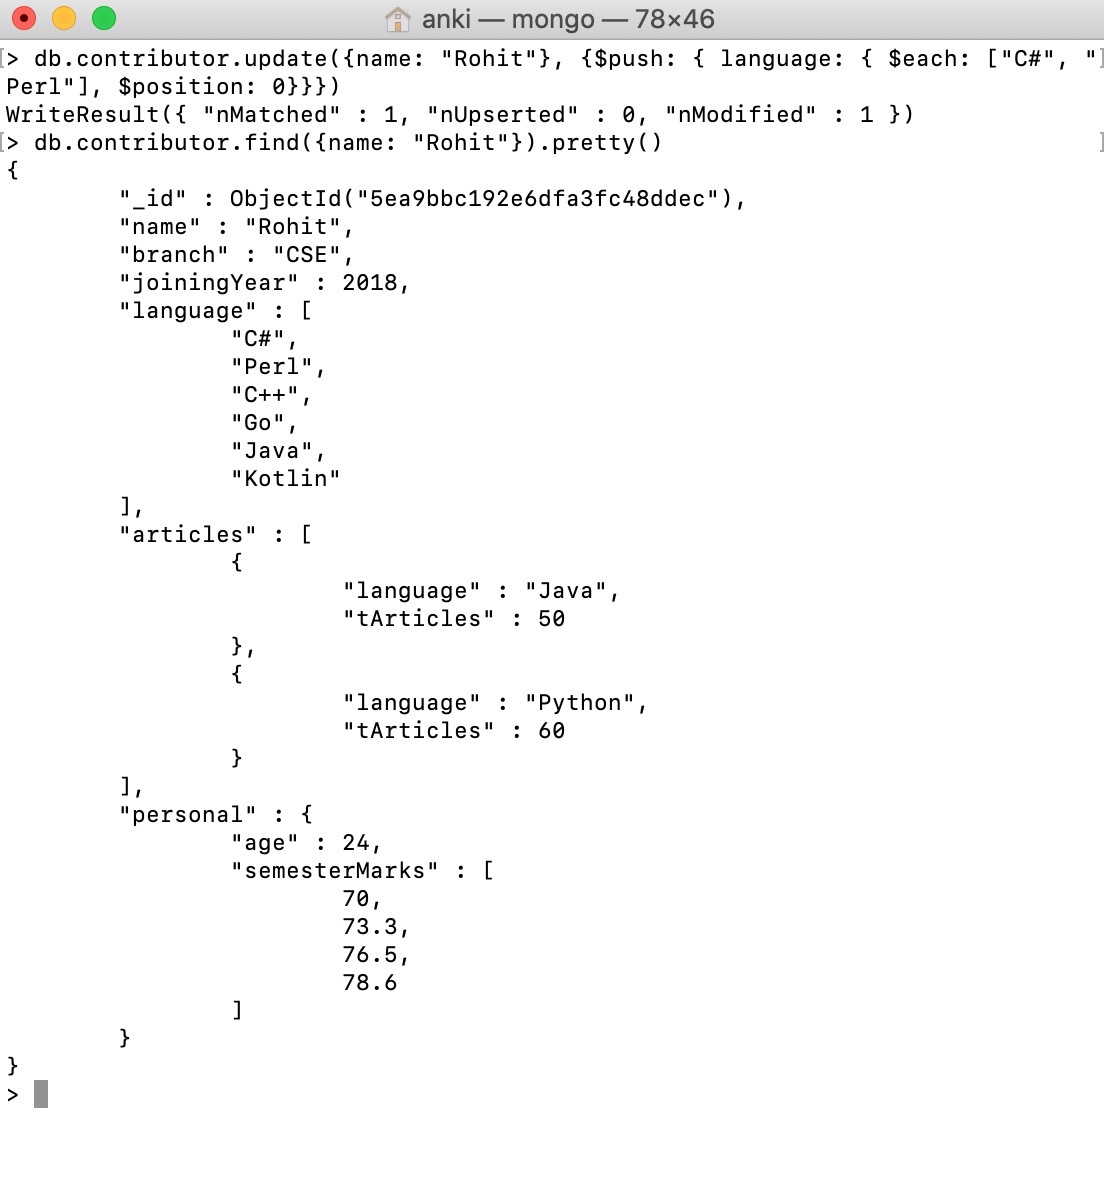 anki — mongo — 78×46
[> db.contributor.update({name: "Rohit"}, {$push: { language: { $each: ["C#", "]
Perl"], $position: 0}}})
WriteResult({ "nMatched" : 1, "nUpserted" : 0, "nModified" : 1 })
[> db.contributor.find({name: "Rohit"}).pretty() ]
{
        "_id" : ObjectId("5ea9bbc192e6dfa3fc48ddec"),
        "name" : "Rohit",
        "branch" : "CSE",
        "joiningYear" : 2018,
        "language" : [
                "C#",
                "Perl",
                "C++",
                "Go",
                "Java",
                "Kotlin"
        ],
        "articles" : [
                {
                        "language" : "Java",
                        "tArticles" : 50
                },
                {
                        "language" : "Python",
                        "tArticles" : 60
                }
        ],
        "personal" : {
                "age" : 24,
                "semesterMarks" : [
                        70,
                        73.3,
                        76.5,
                        78.6
                ]
        }
}
>